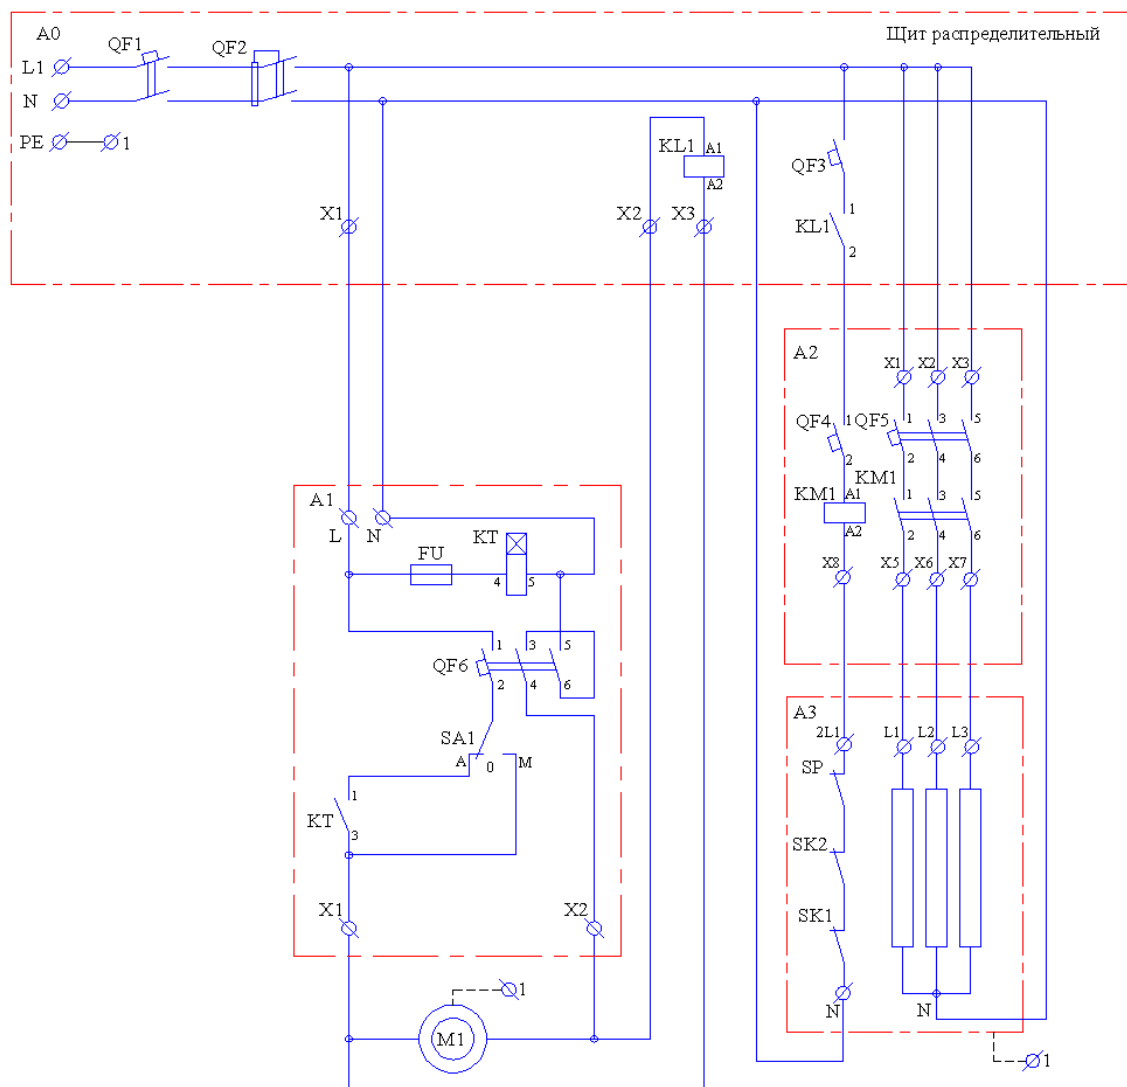 A0 QF1 QF2 Щит распределительный
L1
N
PE 1
KL1 A1
A2
QF3
X1 X2 X3 1
KL1
2
A2 X1 X2 X3
QF4 1 QF5 1 3 5
2 2 4 6
KM1
KM1 A1 1 3 5
A2 2 4 6
X8 X5 X6 X7
A1
L N KT
FU
4 5
1 3 5
QF6
2 4 6
SA1
A 0 M
1
KT
3
X1 X2
A3
2L1 L1 L2 L3
SP
SK2
SK1
N N
1
M1
1